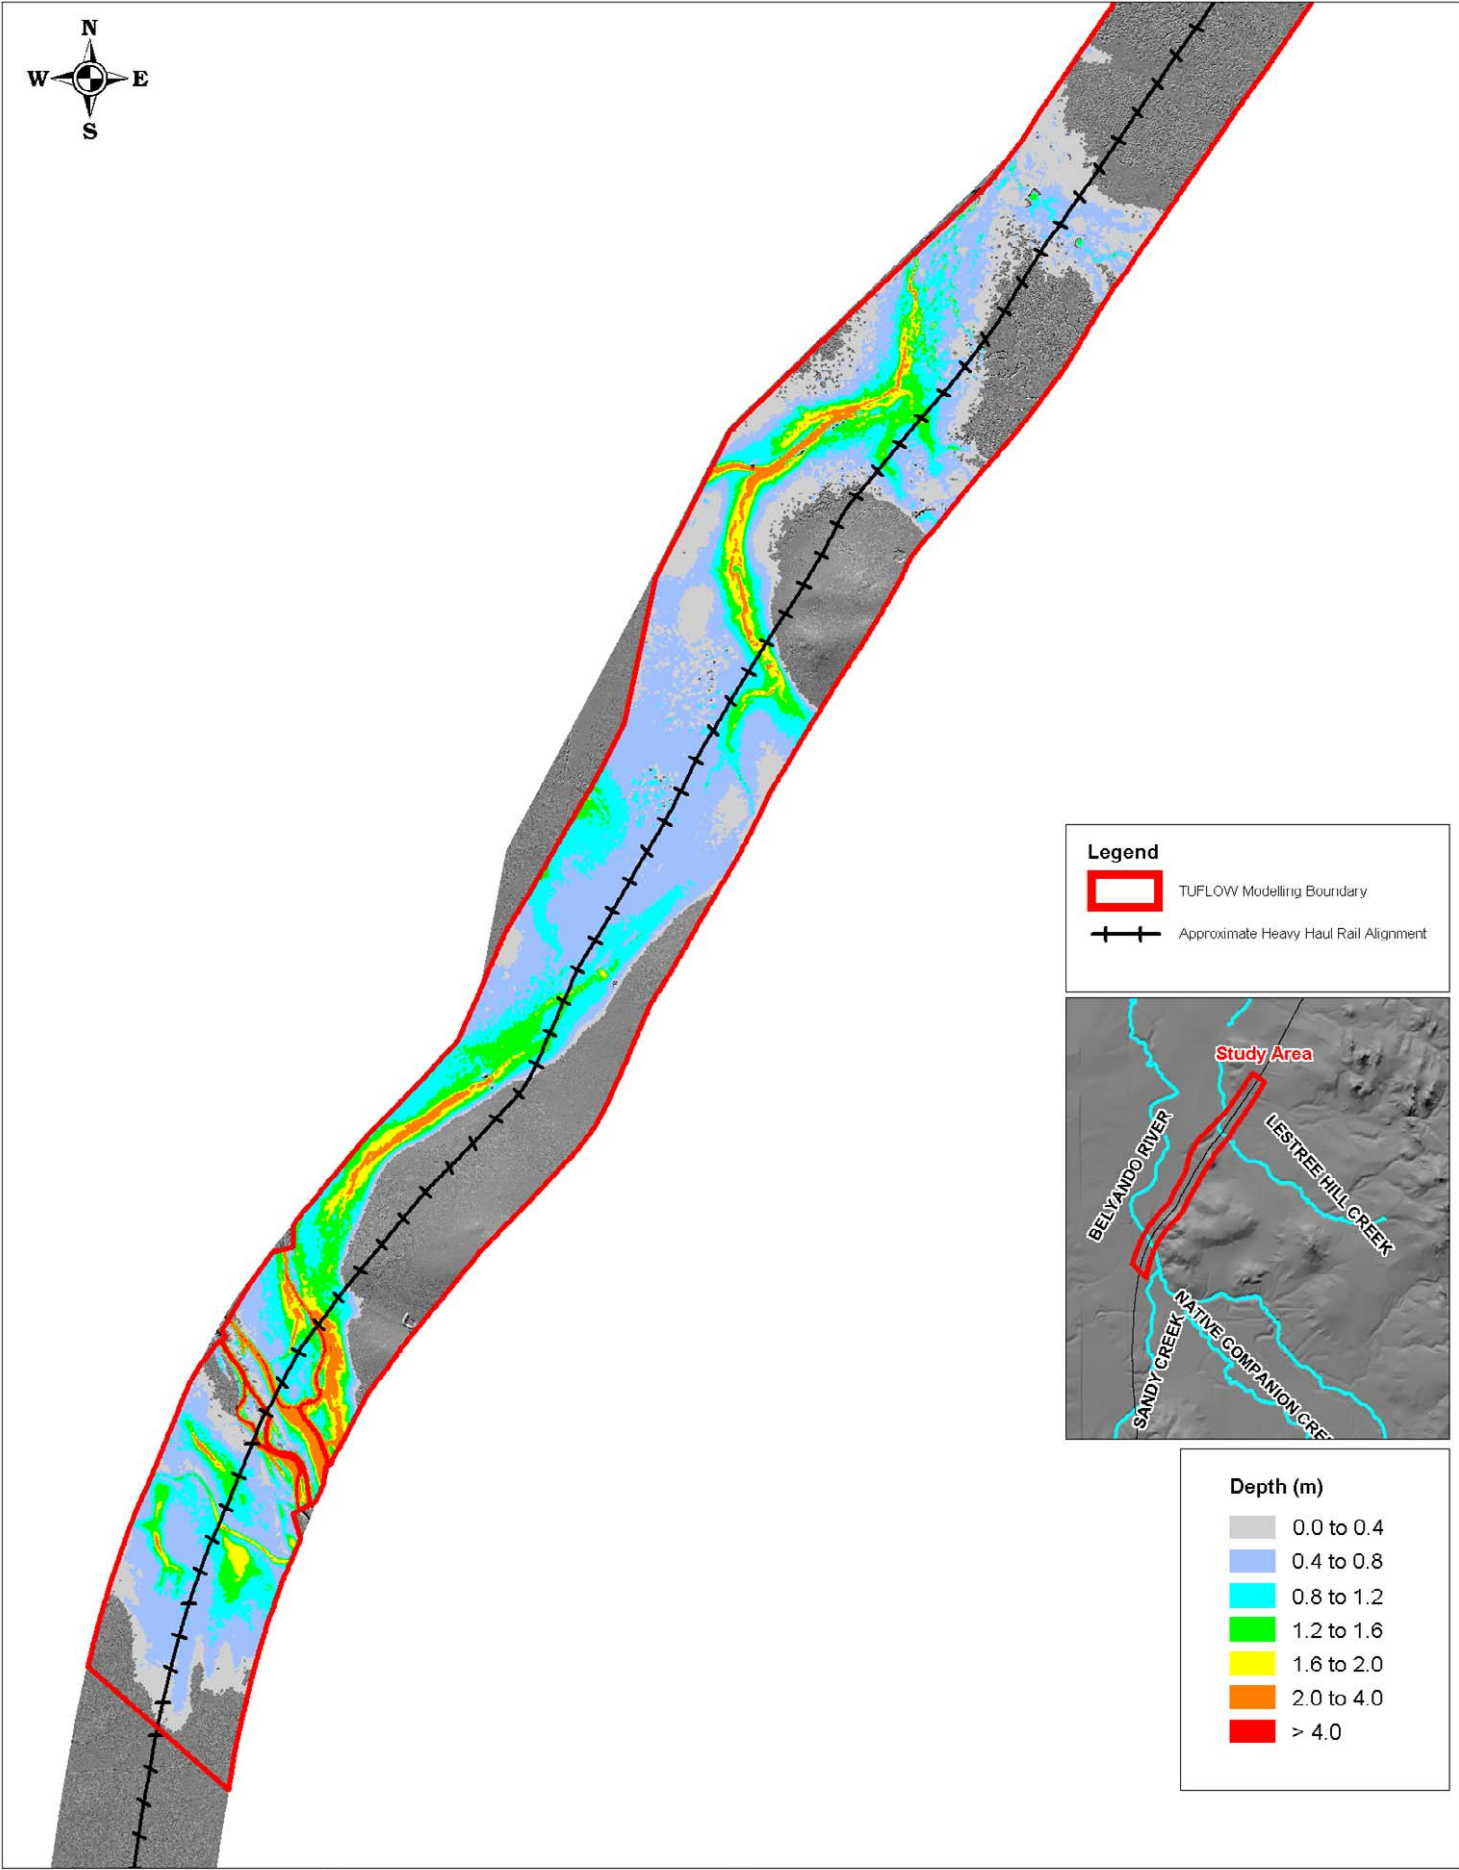 N
W E
S
Legend
TUFLOW Modelling Boundary
Approximate Heavy Haul Rail Alignment
Study Area
BELYANDO RIVER
LESTREE HILL CREEK
SANDY CREEK
NATIVE COMPANION CREE
Depth (m)
0.0 to 0.4
0.4 to 0.8
0.8 to 1.2
1.2 to 1.6
1.6 to 2.0
2.0 to 4.0
> 4.0